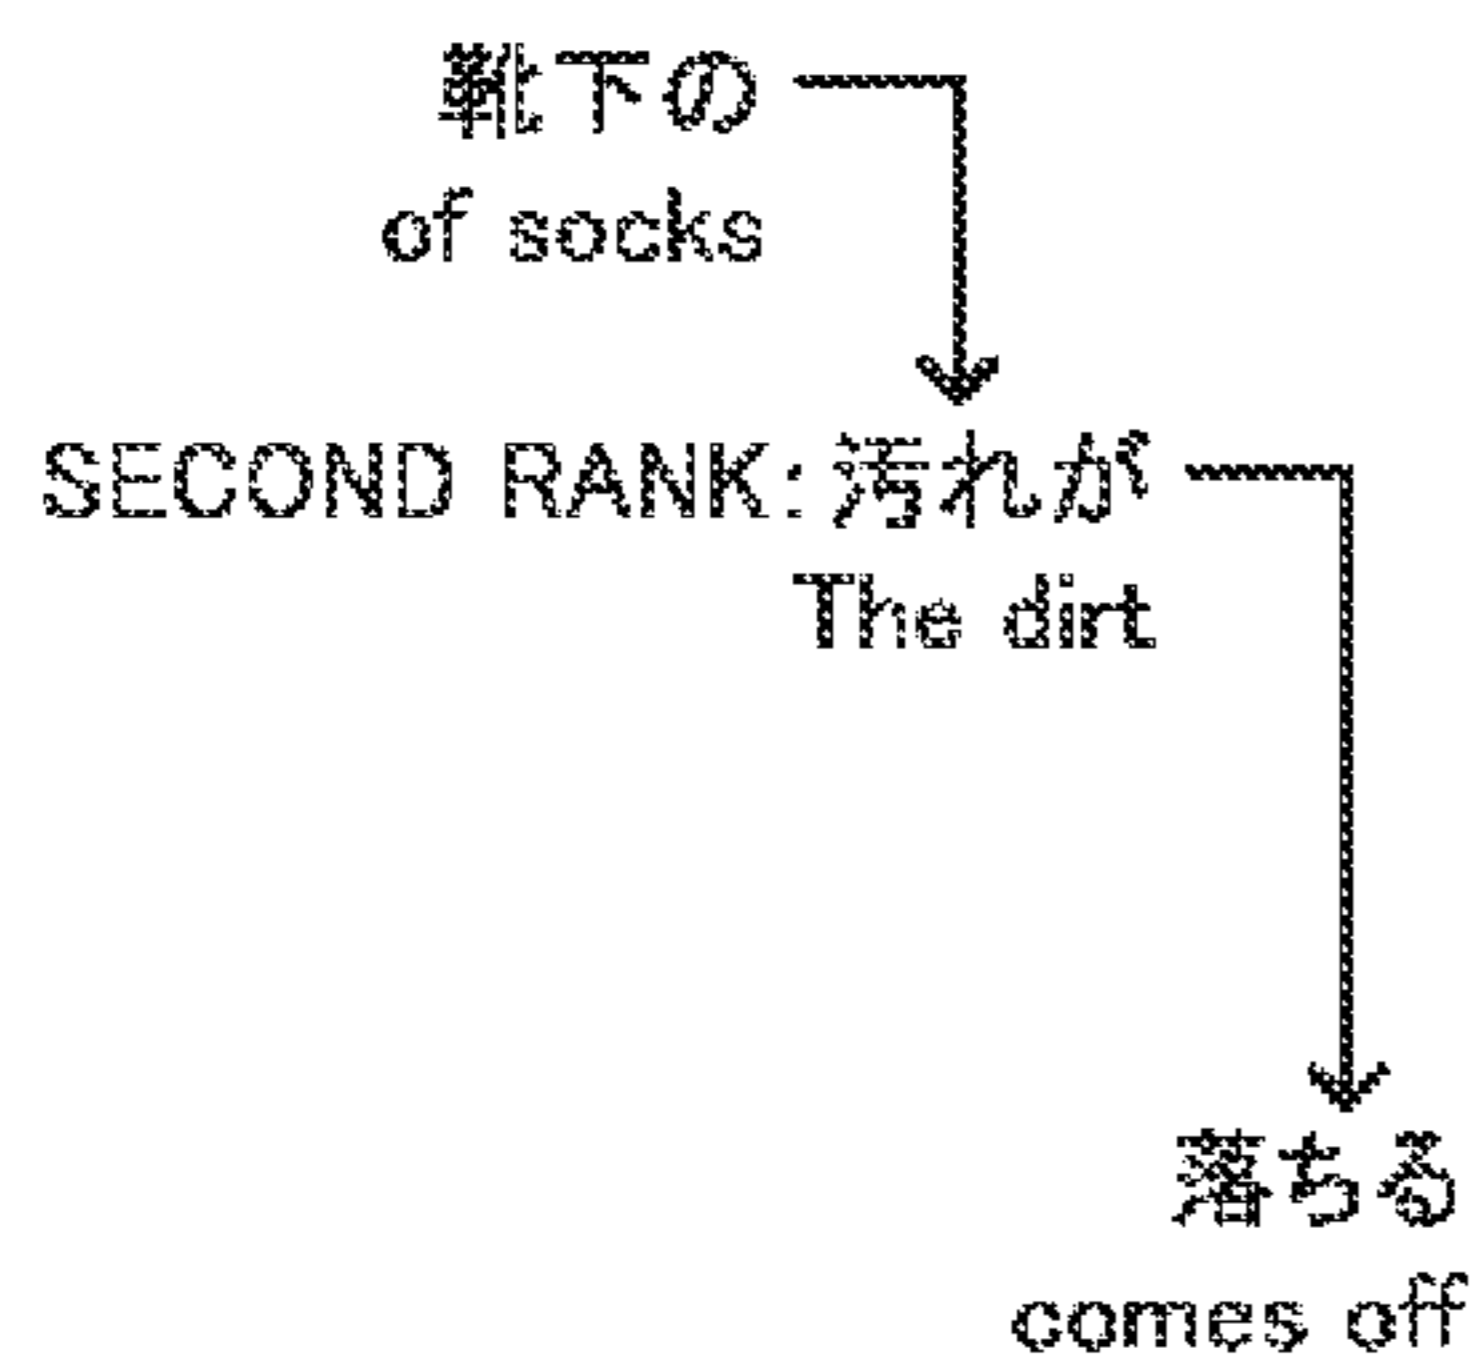 靴下の
of socks
SECOND RANK:汚れが
The dirt
落ちる
comes off